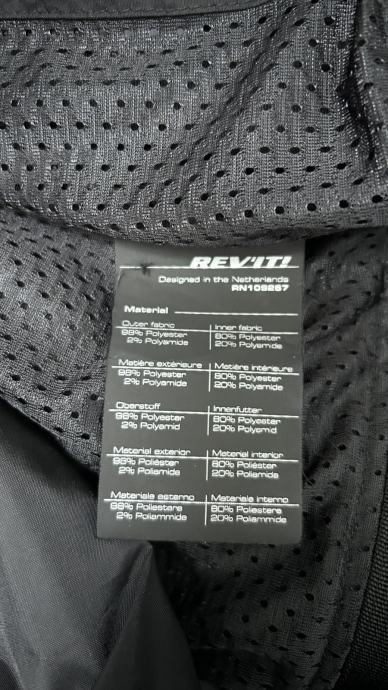 REV'IT!
Designed in the Netherlands
RN109267
Material
Outer fabric
98% Polyester
2% Polyamide
Inner fabric
80% Polyester
20% Polyamide
Matière extérieure
98% Polyester
2% Polyamide
Matière intérieure
80% Polyester
20% Polyamide
Oberstoff
98% Polyester
2% Polyamid
Innenfutter
80% Polyester
20% Polyamid
Material exterior
98% Poliéster
2% Poliamida
Material interior
80% Poliéster
20% Poliamida
Materiale esterno
98% Poliestere
2% Poliammide
Materiale interno
80% Poliestere
20% Poliammide